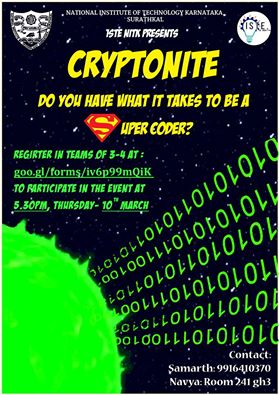 NATIONAL INSTITUTE OF TECHNOLOGY KARNATAKA
SURATHKAL
ISTE NITK PRESENTS
ISTE
CRYPTONITE
DO YOU HAVE WHAT IT TAKES TO BE A
SUPER CODER?
REGISTER IN TEAMS OF 3-4 AT :
goo.gl/forms/iv6p99mQiK
TO PARTICIPATE IN THE EVENT AT
5.30PM, THURSDAY- 10TH MARCH
Contact:
Samarth: 9916410370
Navya: Room 241 gh3